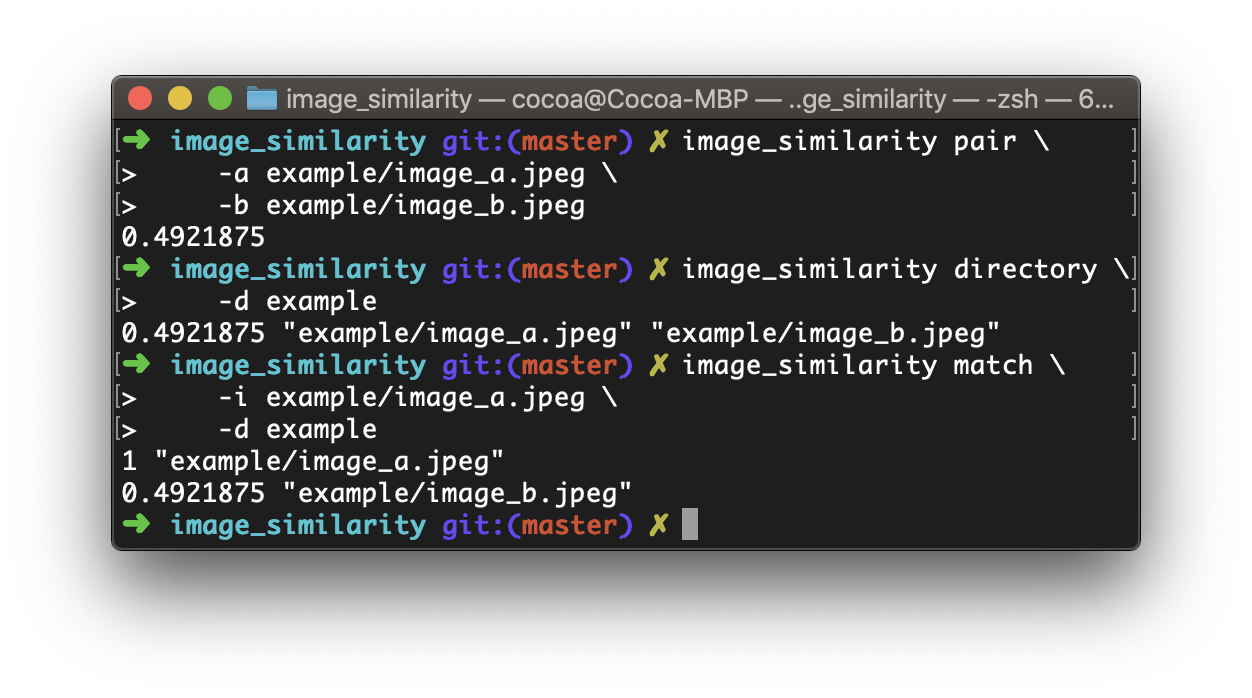 image_similarity — cocoa@Cocoa-MBP — ..ge_similarity — -zsh — 6...
[➜ image_similarity git:(master) ✗ image_similarity pair \ ]
[> -a example/image_a.jpeg \ ]
[> -b example/image_b.jpeg ]
0.4921875
[➜ image_similarity git:(master) ✗ image_similarity directory \]
[> -d example ]
0.4921875 "example/image_a.jpeg" "example/image_b.jpeg"
[➜ image_similarity git:(master) ✗ image_similarity match \ ]
[> -i example/image_a.jpeg \ ]
[> -d example ]
1 "example/image_a.jpeg"
0.4921875 "example/image_b.jpeg"
➜ image_similarity git:(master) ✗